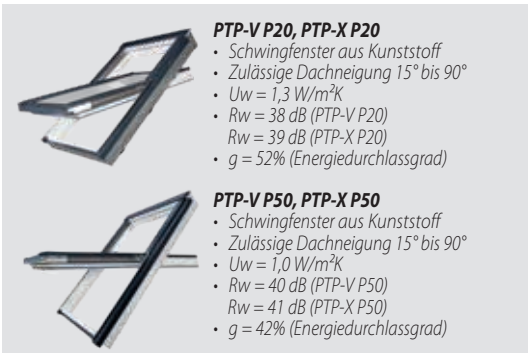 PTP-V P20, PTP-X P20
• Schwingfenster aus Kunststoff
• Zulässige Dachneigung 15° bis 90°
• Uw = 1,3 W/m²K
• Rw = 38 dB (PTP-V P20)
Rw = 39 dB (PTP-X P20)
• g = 52% (Energiedurchlassgrad)
PTP-V P50, PTP-X P50
• Schwingfenster aus Kunststoff
• Zulässige Dachneigung 15° bis 90°
• Uw = 1,0 W/m²K
• Rw = 40 dB (PTP-V P50)
Rw = 41 dB (PTP-X P50)
• g = 42% (Energiedurchlassgrad)